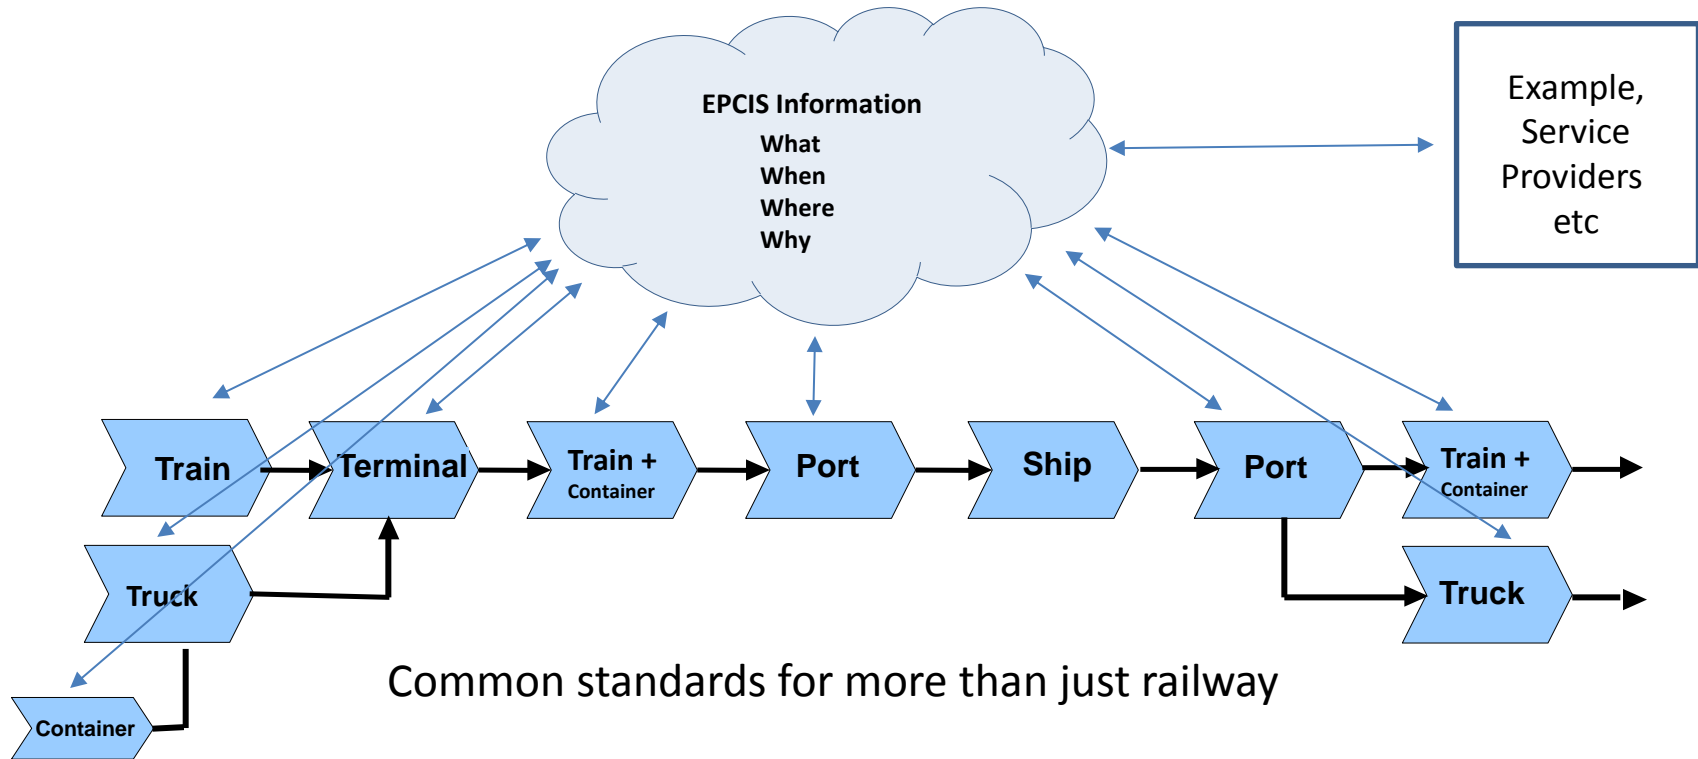 EPCIS Information
What
When
Where
Why
Example,
Service
Providers
etc
Train
Terminal
Train +
Container
Port
Ship
Port
Train +
Container
Truck
Truck
Common standards for more than just railway
Container